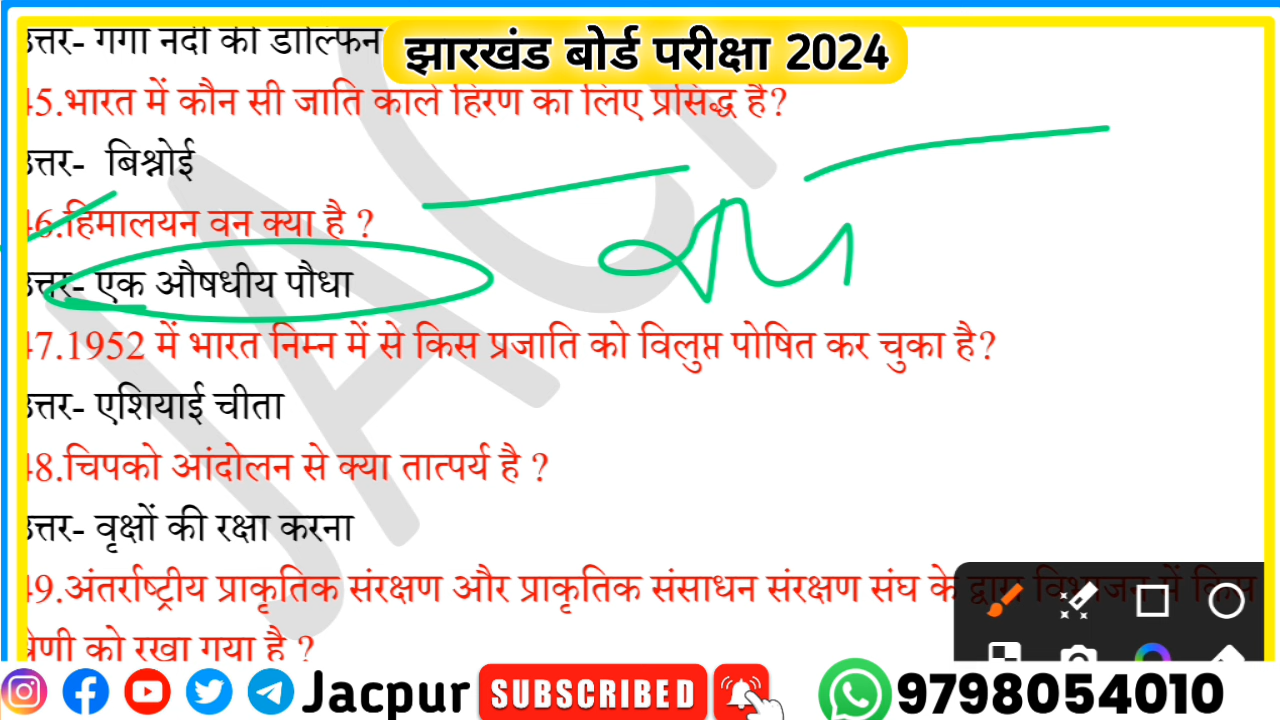 उत्तर- गंगा नदी की डॉल्फिन
झारखंड बोर्ड परीक्षा 2024
45.भारत में कौन सी जाति काले हिरण का लिए प्रसिद्ध है?
उत्तर- बिश्नोई
46.हिमालयन वन क्या है ?
उत्तर- एक औषधीय पौधा
47.1952 में भारत निम्न में से किस प्रजाति को विलुप्त पोषित कर चुका है?
उत्तर- एशियाई चीता
48.चिपको आंदोलन से क्या तात्पर्य है ?
उत्तर- वृक्षों की रक्षा करना
49.अंतर्राष्ट्रीय प्राकृतिक संरक्षण और प्राकृतिक संसाधन संरक्षण संघ के द्वारा विभाजन में किस
श्रेणी को रखा गया है ?
Jacpur SUBSCRIBED 9798054010